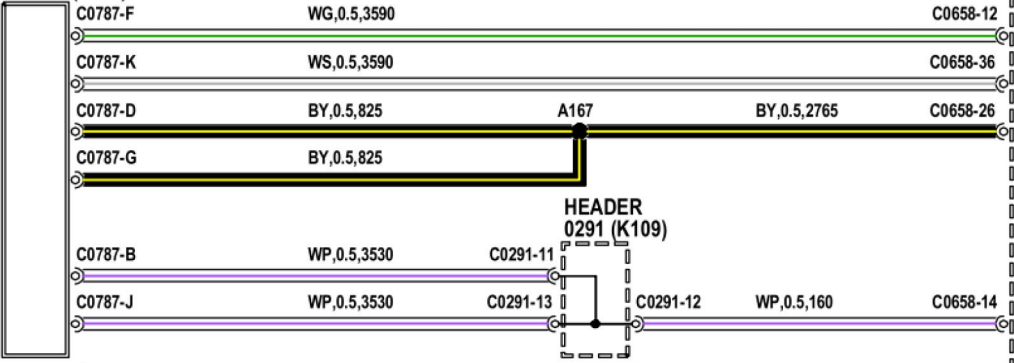 C0787-F WG,0.5,3590 C0658-12
C0787-K WS,0.5,3590 C0658-36
C0787-D BY,0.5,825 A167 BY,0.5,2765 C0658-26
C0787-G BY,0.5,825
HEADER
0291 (K109)
C0787-B WP,0.5,3530 C0291-11
C0787-J WP,0.5,3530 C0291-13 C0291-12 WP,0.5,160 C0658-14